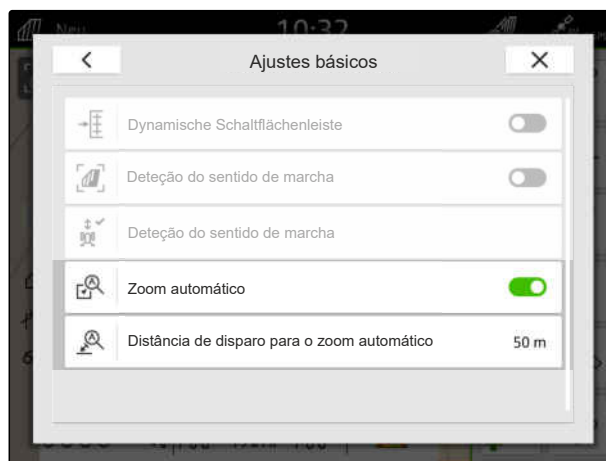 Neu 10:32
Ajustes básicos
Dynamische Schaltflächenleiste
Deteção do sentido de marcha
Deteção do sentido de marcha
Zoom automático
Distância de disparo para o zoom automático 50 m